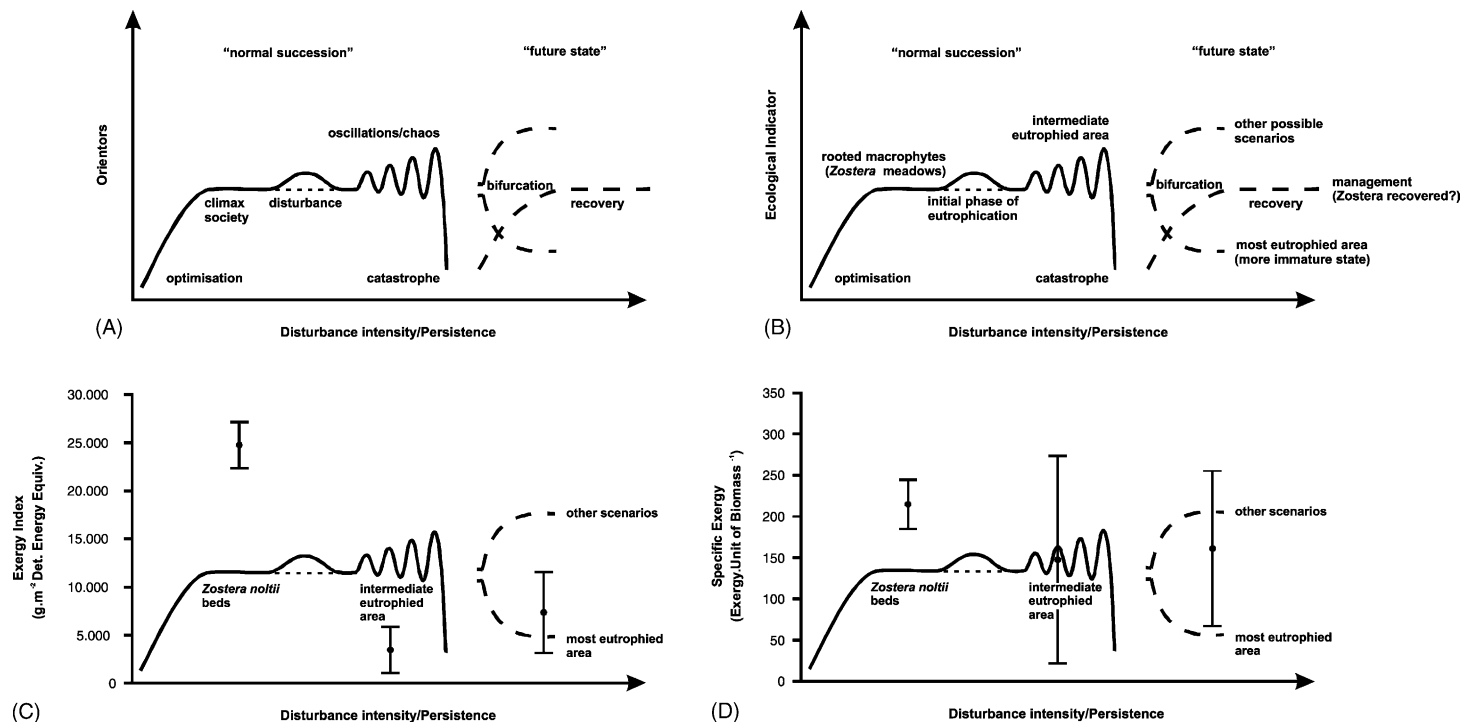 “normal succession”
“future state”
Orientors
oscillations/chaos
bifurcation
climax
society
disturbance
recovery
optimisation
catastrophe
(A)
Disturbance intensity/Persistence
“normal succession”
“future state”
Ecological Indicator
intermediate
eutrophied area
other possible
scenarios
rooted macrophytes
(Zostera meadows)
bifurcation
management
(Zostera recovered?)
initial phase of
eutrophication
recovery
most eutrophied area
(more immature state)
optimisation
catastrophe
(B)
Disturbance intensity/Persistence
Exergy Index
(g.m⁻² Det. Energy Equiv.)
30.000
25.000
20.000
15.000
10.000
5.000
0
other scenarios
Zostera noltii
beds
intermediate
eutrophied
area
most eutrophied
area
(C)
Disturbance intensity/Persistence
Specific Exergy
(Exergy.Unit of Biomass⁻¹)
350
300
250
200
150
100
50
0
other scenarios
Zostera noltii
beds
intermediate
eutrophied
area
most eutrophied
area
(D)
Disturbance intensity/Persistence